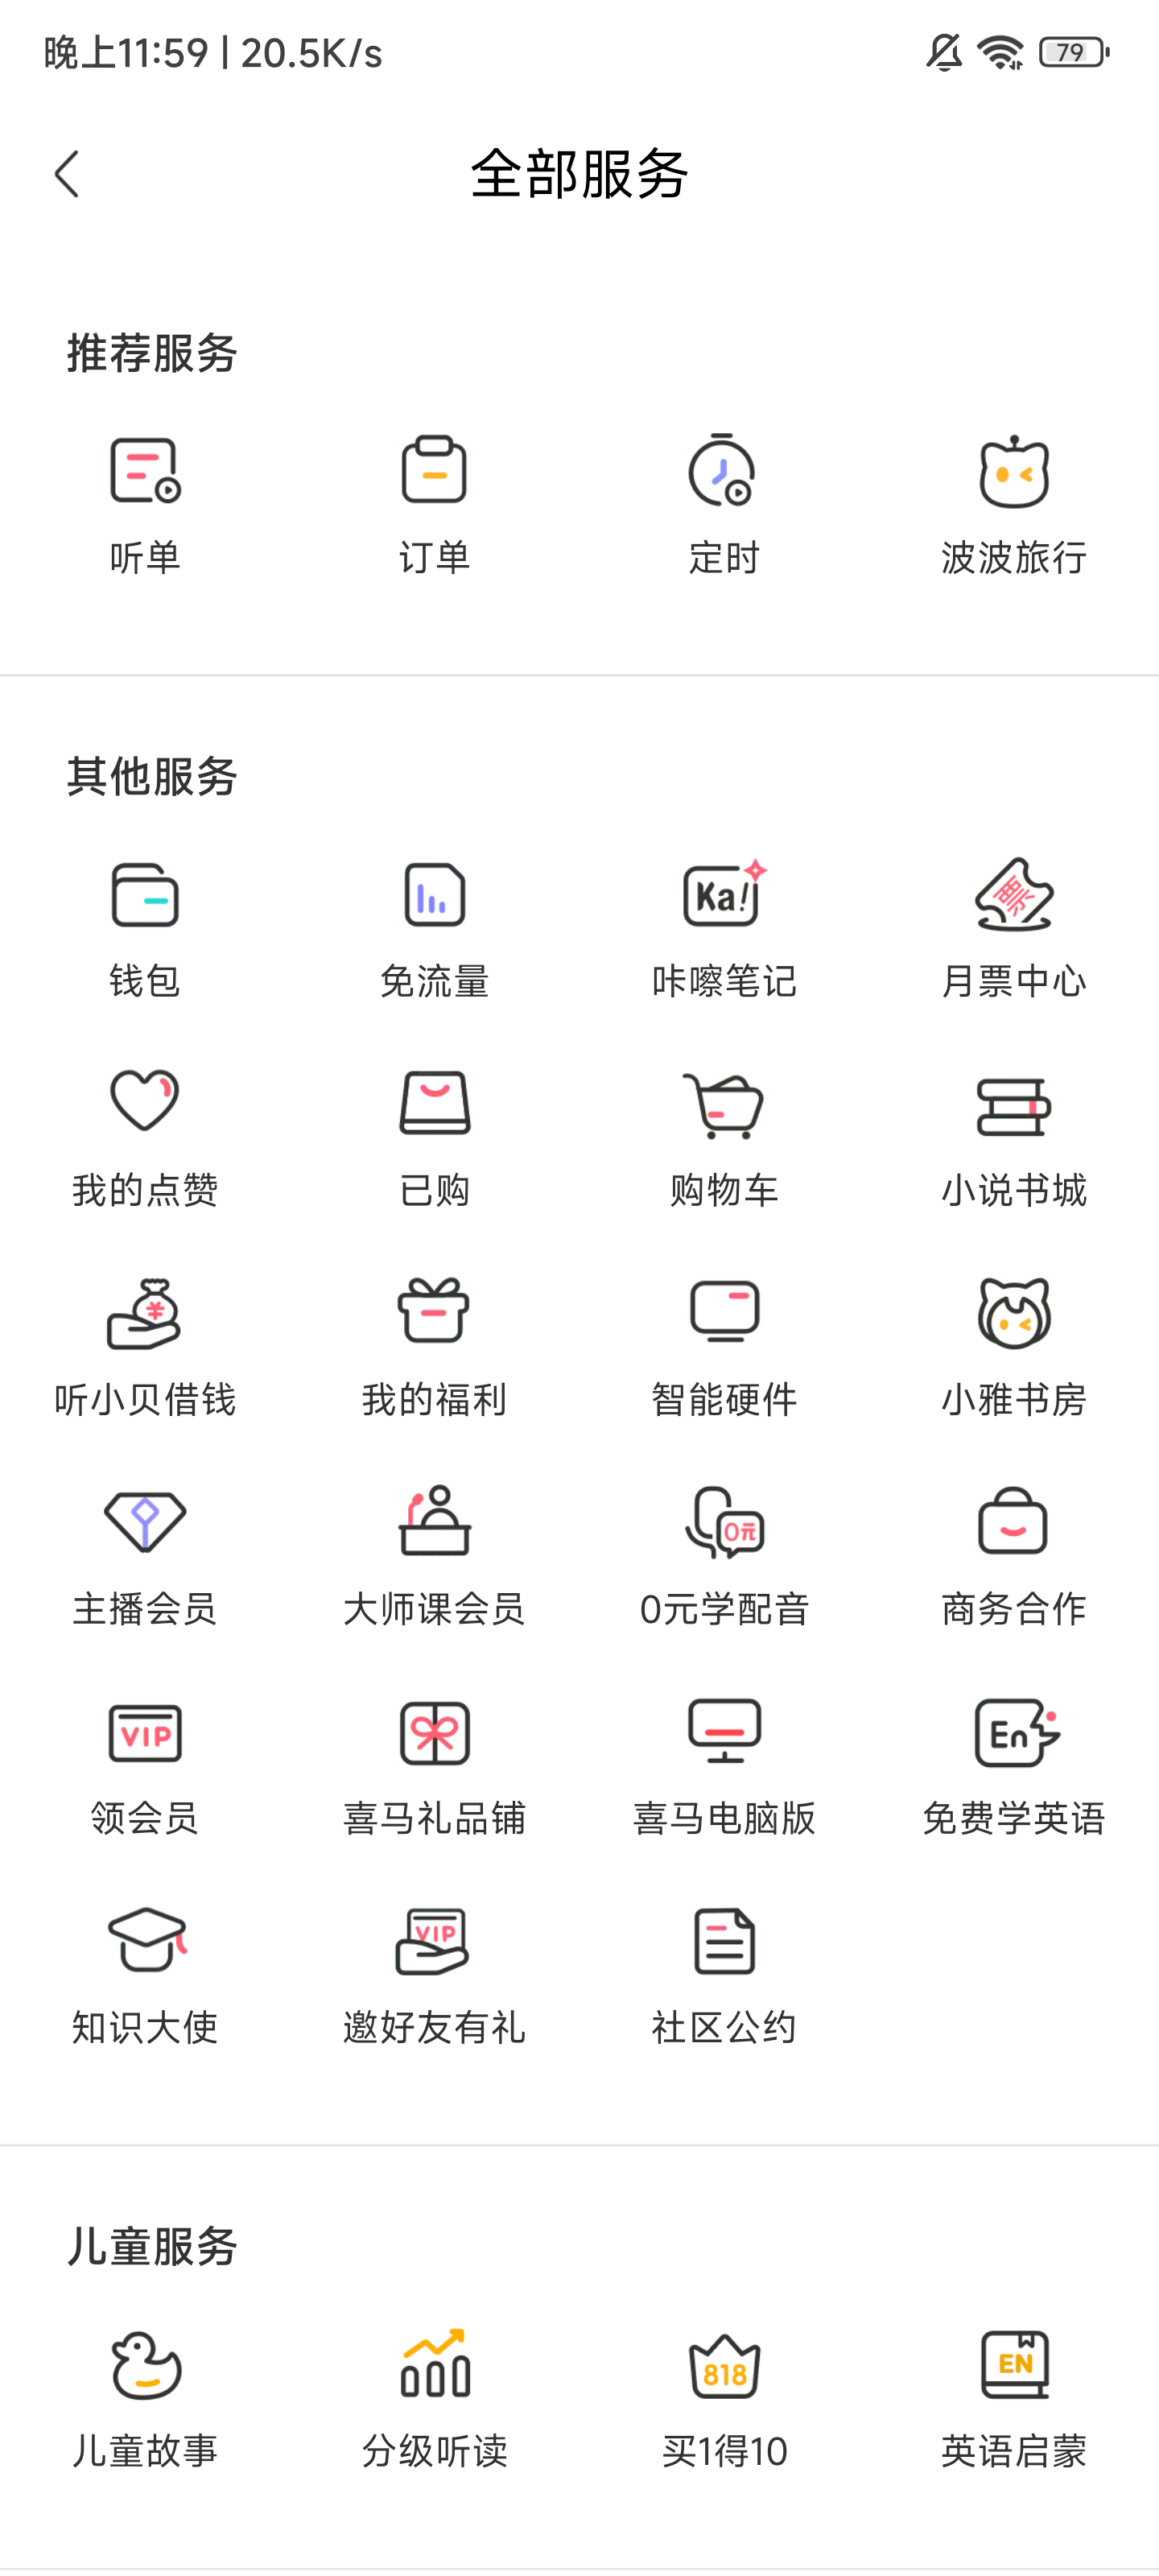 晚上11:59 | 20.5K/s
79
全部服务
推荐服务
听单 订单 定时 波波旅行
其他服务
Ka! 票
钱包 免流量 咔嚓笔记 月票中心
我的点赞 已购 购物车 小说书城
¥
听小贝借钱 我的福利 智能硬件 小雅书房
0元
主播会员 大师课会员 0元学配音 商务合作
VIP En
领会员 喜马礼品铺 喜马电脑版 免费学英语
VIP
知识大使 邀好友有礼 社区公约
儿童服务
818 EN
儿童故事 分级听读 买1得10 英语启蒙